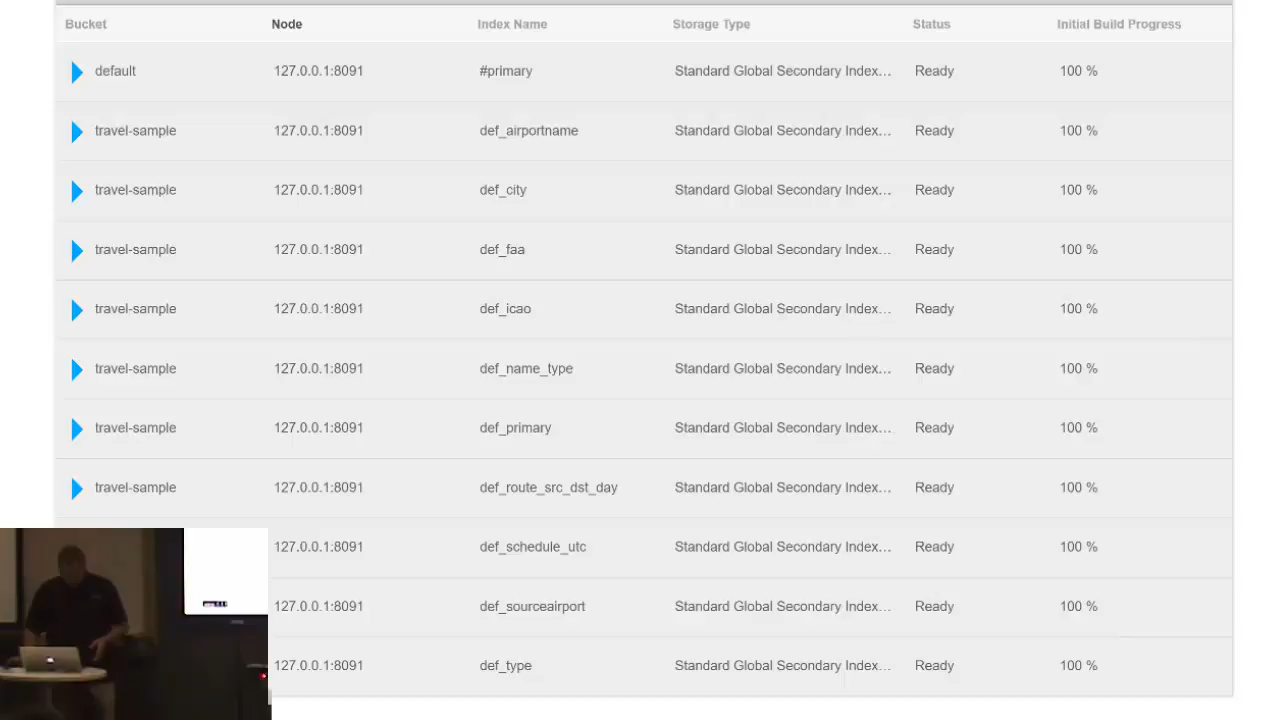 Bucket Node Index Name Storage Type Status Initial Build Progress
default 127.0.0.1:8091 #primary Standard Global Secondary Index... Ready 100 %
travel-sample 127.0.0.1:8091 def_airportname Standard Global Secondary Index... Ready 100 %
travel-sample 127.0.0.1:8091 def_city Standard Global Secondary Index... Ready 100 %
travel-sample 127.0.0.1:8091 def_faa Standard Global Secondary Index... Ready 100 %
travel-sample 127.0.0.1:8091 def_icao Standard Global Secondary Index... Ready 100 %
travel-sample 127.0.0.1:8091 def_name_type Standard Global Secondary Index... Ready 100 %
travel-sample 127.0.0.1:8091 def_primary Standard Global Secondary Index... Ready 100 %
travel-sample 127.0.0.1:8091 def_route_src_dst_day Standard Global Secondary Index... Ready 100 %
127.0.0.1:8091 def_schedule_utc Standard Global Secondary Index... Ready 100 %
127.0.0.1:8091 def_sourceairport Standard Global Secondary Index... Ready 100 %
127.0.0.1:8091 def_type Standard Global Secondary Index... Ready 100 %